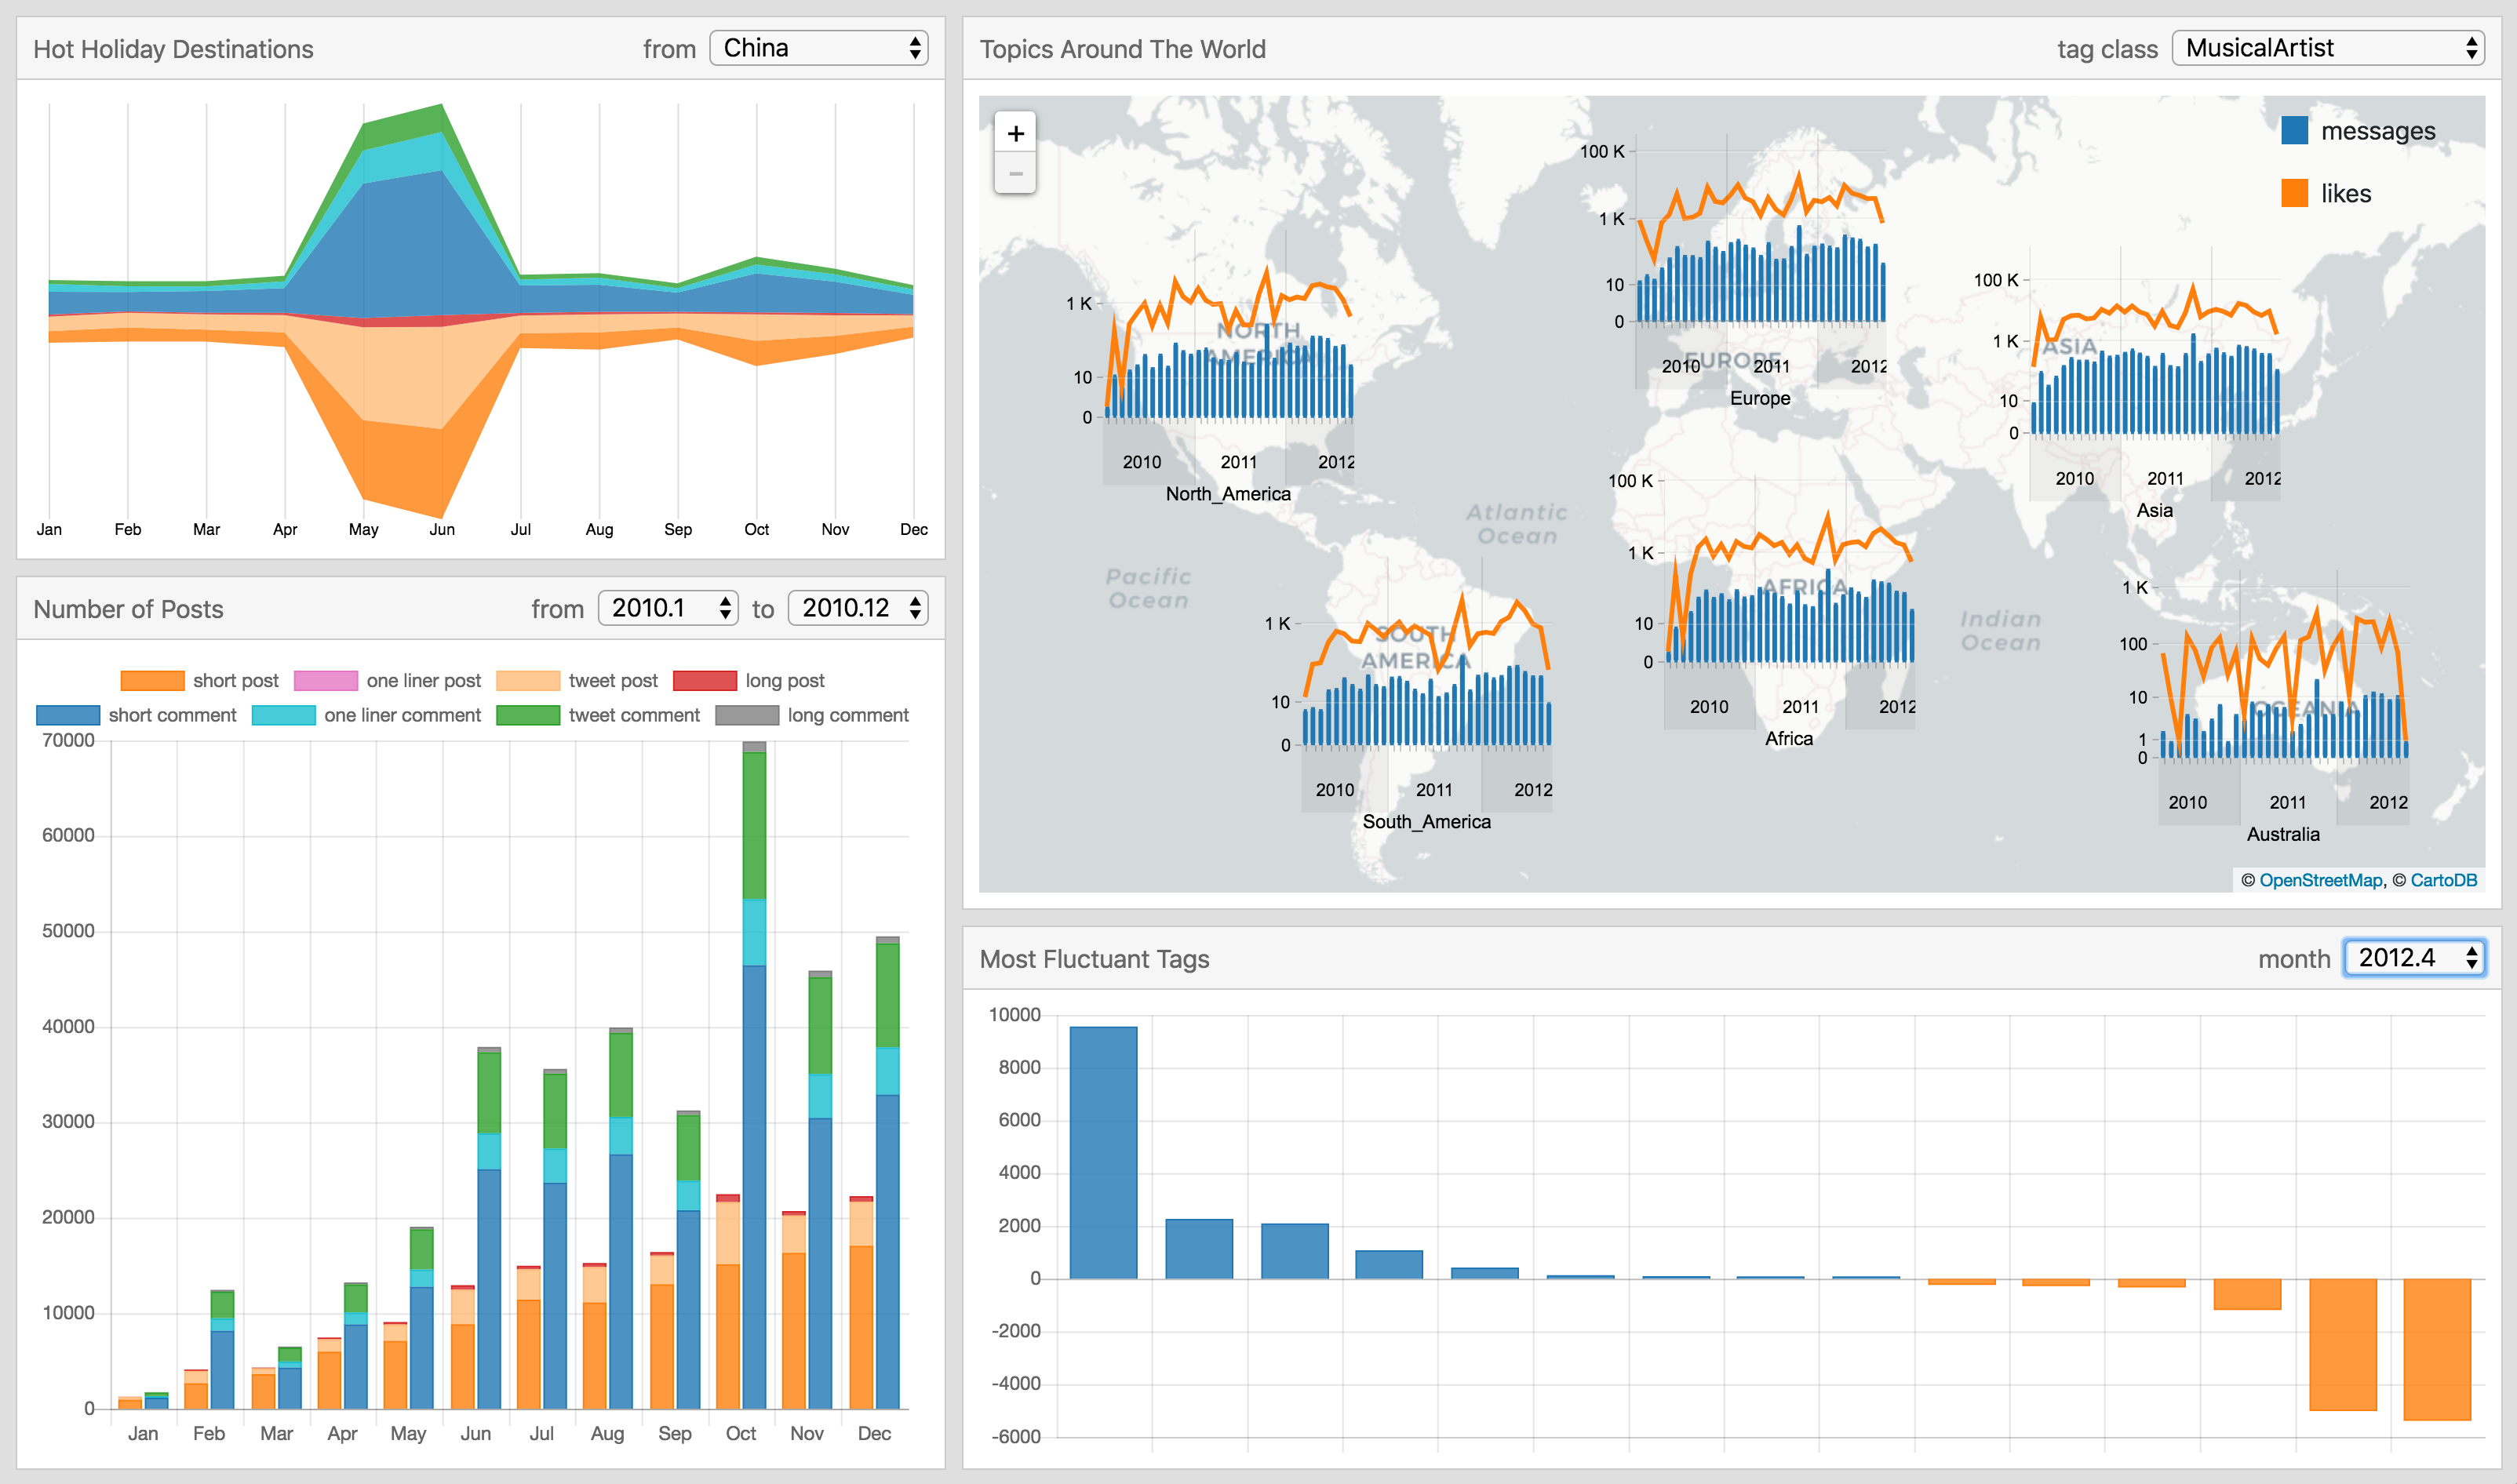 Hot Holiday Destinations from China
Jan Feb Mar Apr May Jun Jul Aug Sep Oct Nov Dec
Number of Posts from 2010.1 to 2010.12
short post one liner post tweet post long post
short comment one liner comment tweet comment long comment
70000
60000
50000
40000
30000
20000
10000
0
Jan Feb Mar Apr May Jun Jul Aug Sep Oct Nov Dec
Topics Around The World tag class MusicalArtist
+
−
messages
likes
1 K
10
0
NORTH
AMERICA
2010 2011 2012
North_America
100 K
1 K
10
0
EUROPE
2010 2011 2012
Europe
100 K
1 K
ASIA
10
0
2010 2011 2012
Asia
Atlantic
Ocean
Pacific
Ocean
1 K
SOUTH
AMERICA
10
0
2010 2011 2012
South_America
100 K
1 K
AFRICA
10
0
2010 2011 2012
Africa
Indian
Ocean
1 K
100
10
OCEANIA
1
0
2010 2011 2012
Australia
© OpenStreetMap, © CartoDB
Most Fluctuant Tags month 2012.4
10000
8000
6000
4000
2000
0
-2000
-4000
-6000